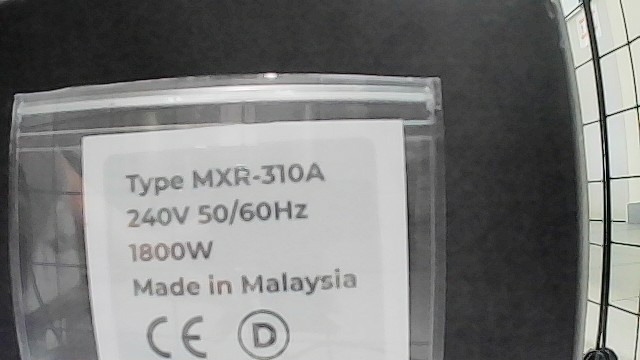 Type MXR-310A
240V 50/60Hz
1800W
Made in Malaysia
CE D